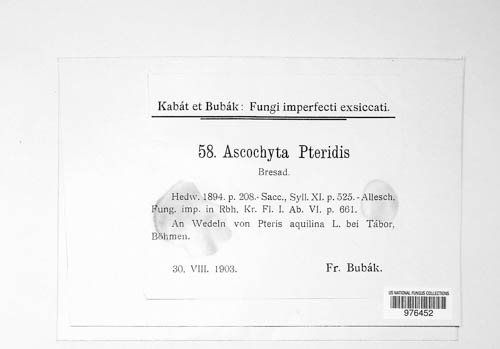 Kabát et Bubák: Fungi imperfecti exsiccati.
58. Ascochyta Pteridis
Bresad.
Hedw. 1894. p. 208.- Sacc., Syll. XI. p. 525. - Allesch.
Fung. imp. in Rbh. Kr. Fl. I. Ab. VI. p. 661.
An Wedeln von Pteris aquilina L. bei Tábor,
Böhmen.
30. VIII. 1903. Fr. Bubák.
US NATIONAL FUNGUS COLLECTIONS
976452